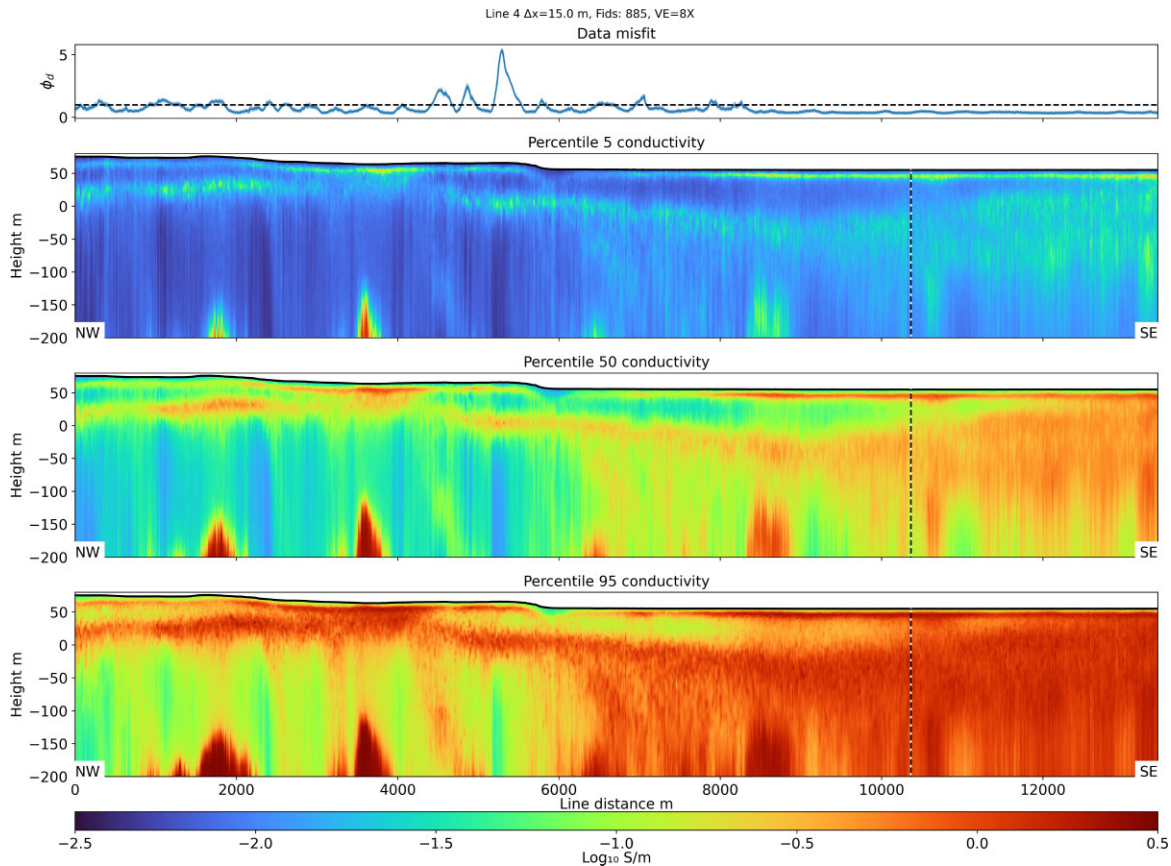 Line 4 Δx=15.0 m, Fids: 885, VE=8X
Data misfit
5
0
ϕd
Percentile 5 conductivity
50
0
−50
−100
−150
−200
Height m
NW
SE
Percentile 50 conductivity
50
0
−50
−100
−150
−200
Height m
NW
SE
Percentile 95 conductivity
50
0
−50
−100
−150
−200
Height m
NW
SE
0 2000 4000 6000 8000 10000 12000
Line distance m
−2.5 −2.0 −1.5 −1.0 −0.5 0.0 0.5
Log₁₀ S/m